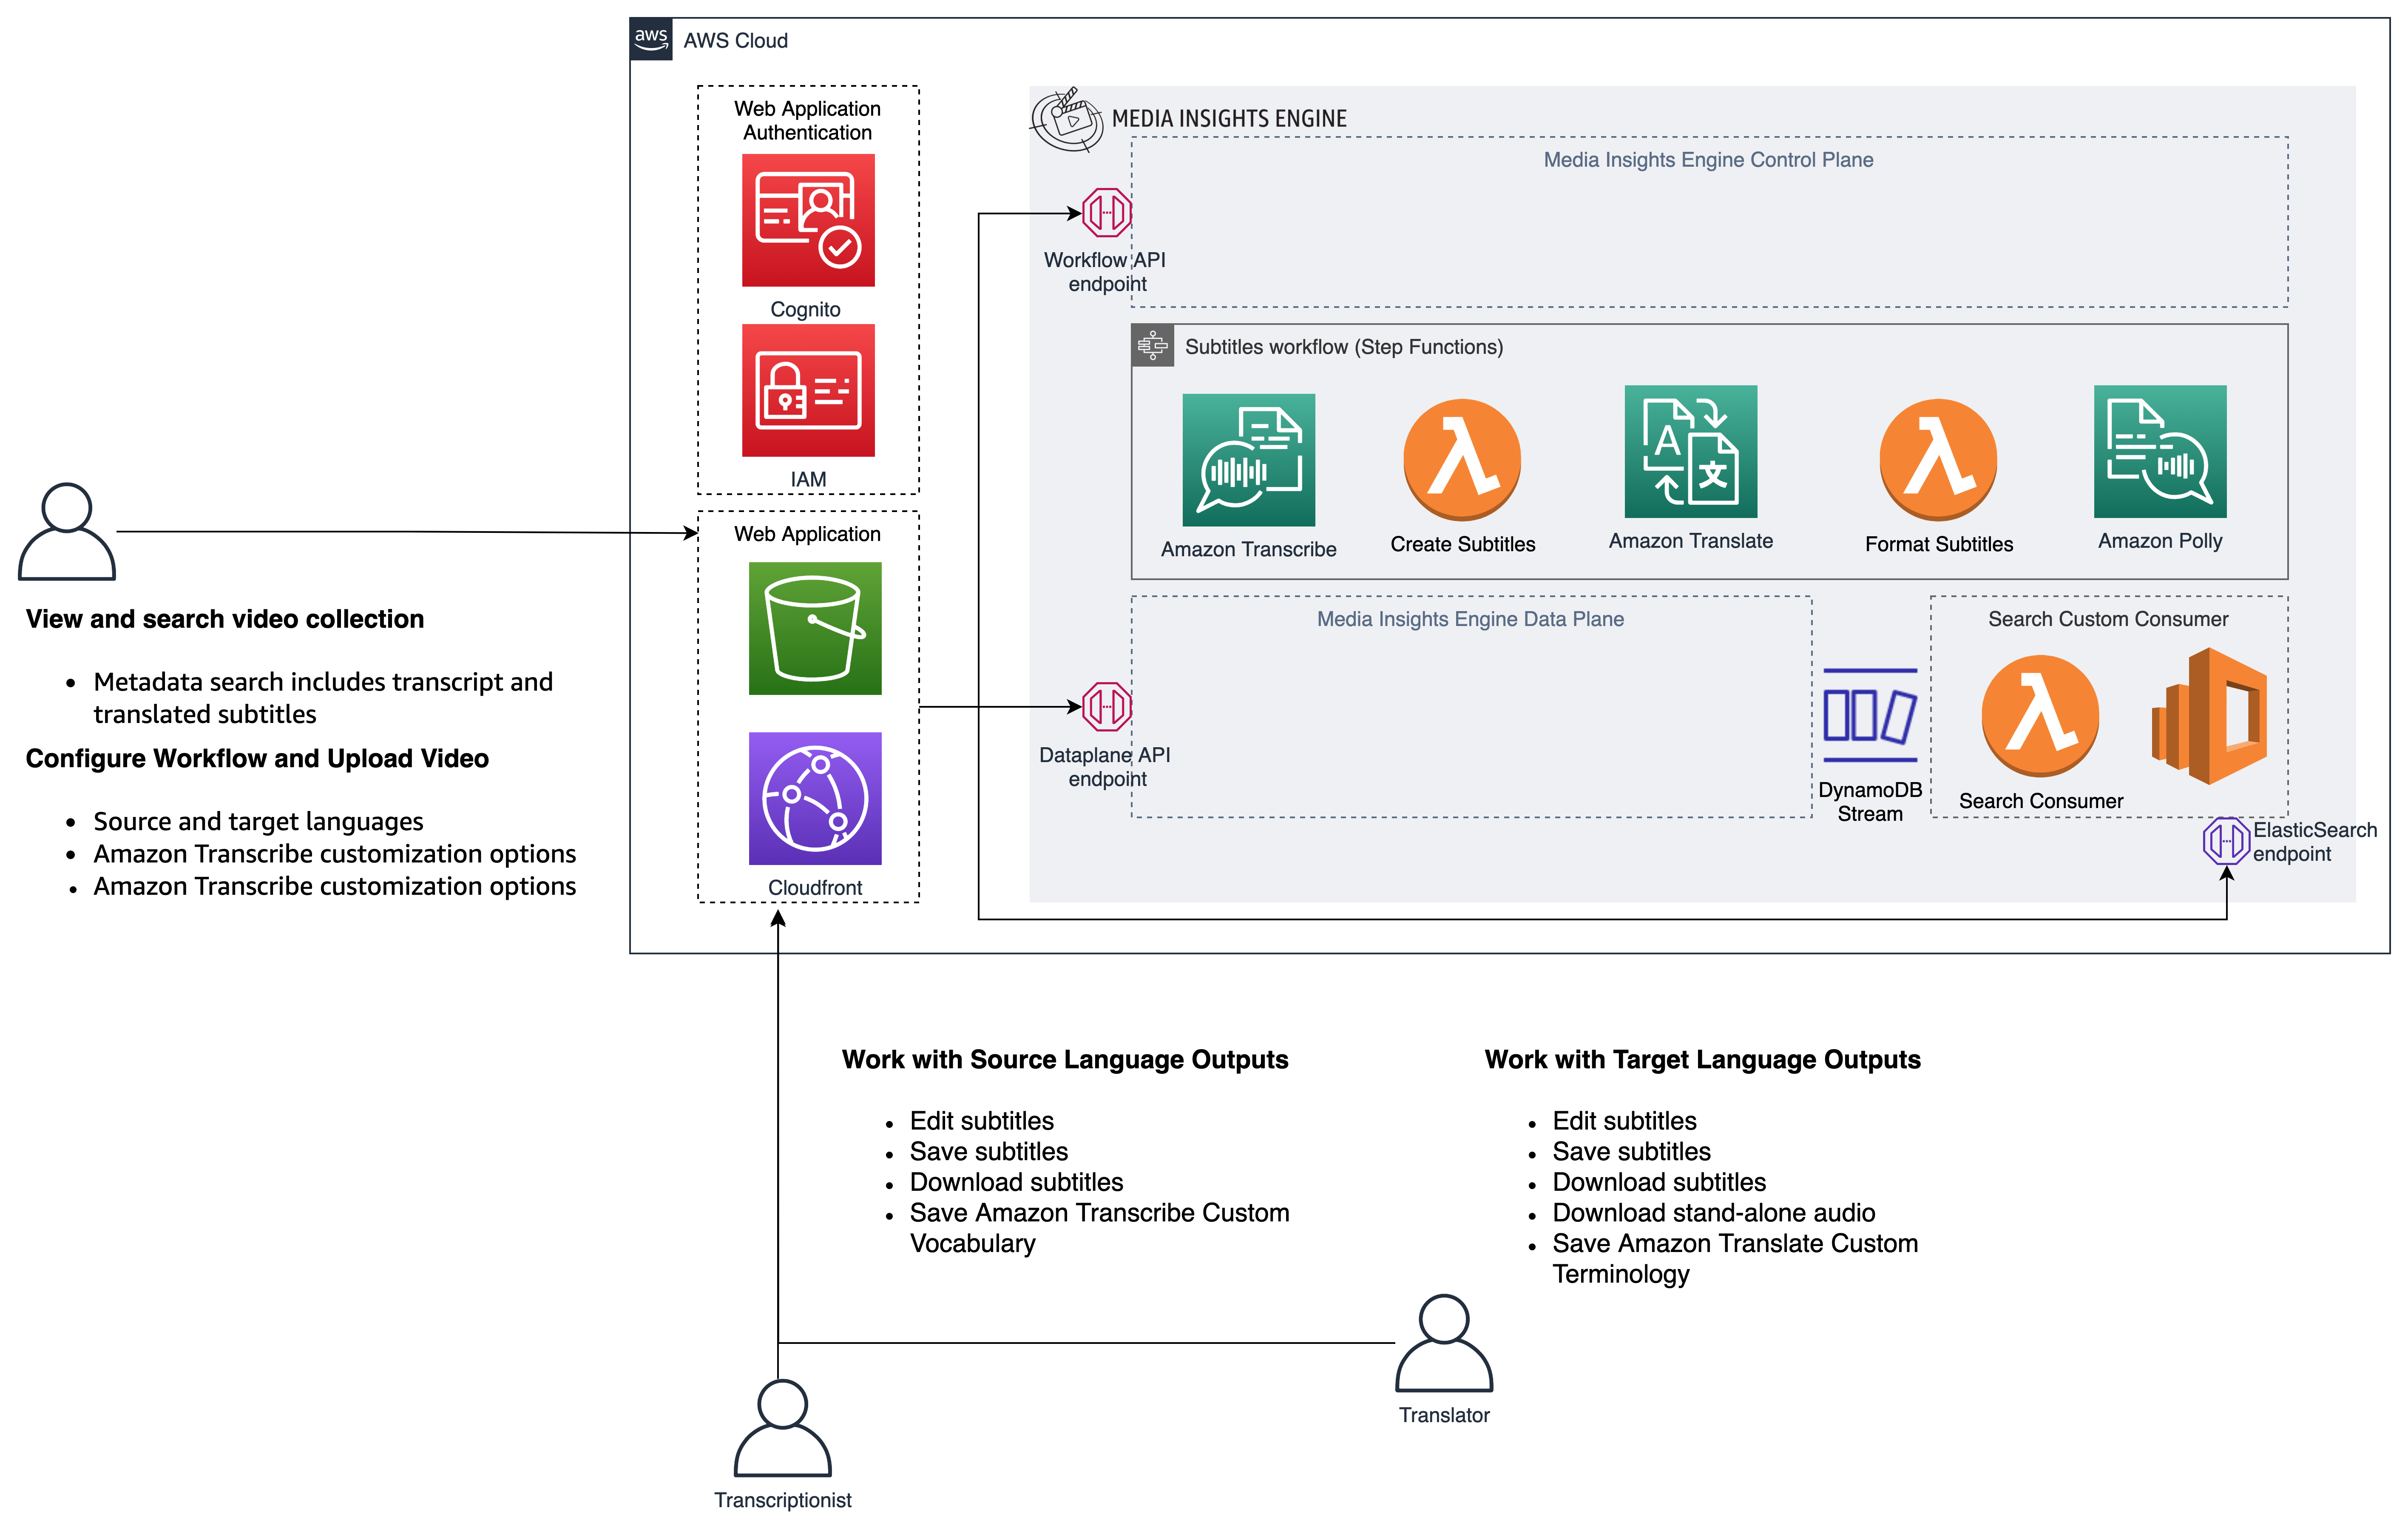 aws
AWS Cloud
Web Application
Authentication
Cognito
IAM
Web Application
Cloudfront
MEDIA INSIGHTS ENGINE
Media Insights Engine Control Plane
Workflow API
endpoint
Subtitles workflow (Step Functions)
Amazon Transcribe
Create Subtitles
A
文
Amazon Translate
Format Subtitles
Amazon Polly
Media Insights Engine Data Plane
Dataplane API
endpoint
DynamoDB
Stream
Search Custom Consumer
Search Consumer
ElasticSearch
endpoint
View and search video collection
• Metadata search includes transcript and
translated subtitles
Configure Workflow and Upload Video
• Source and target languages
• Amazon Transcribe customization options
• Amazon Transcribe customization options
Work with Source Language Outputs
• Edit subtitles
• Save subtitles
• Download subtitles
• Save Amazon Transcribe Custom
Vocabulary
Work with Target Language Outputs
• Edit subtitles
• Save subtitles
• Download subtitles
• Download stand-alone audio
• Save Amazon Translate Custom
Terminology
Translator
Transcriptionist